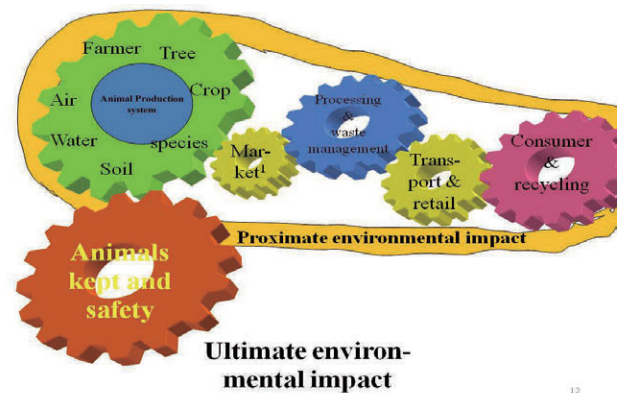 Farmer
Tree
Air
Crop
Animal Production
system
Water
species
Soil
Mar-
ket¹
Processing
&
waste
management
Trans-
port &
retail
Consumer
&
recycling
Proximate environmental impact
Animals
kept and
safety
Ultimate environ-
mental impact
12